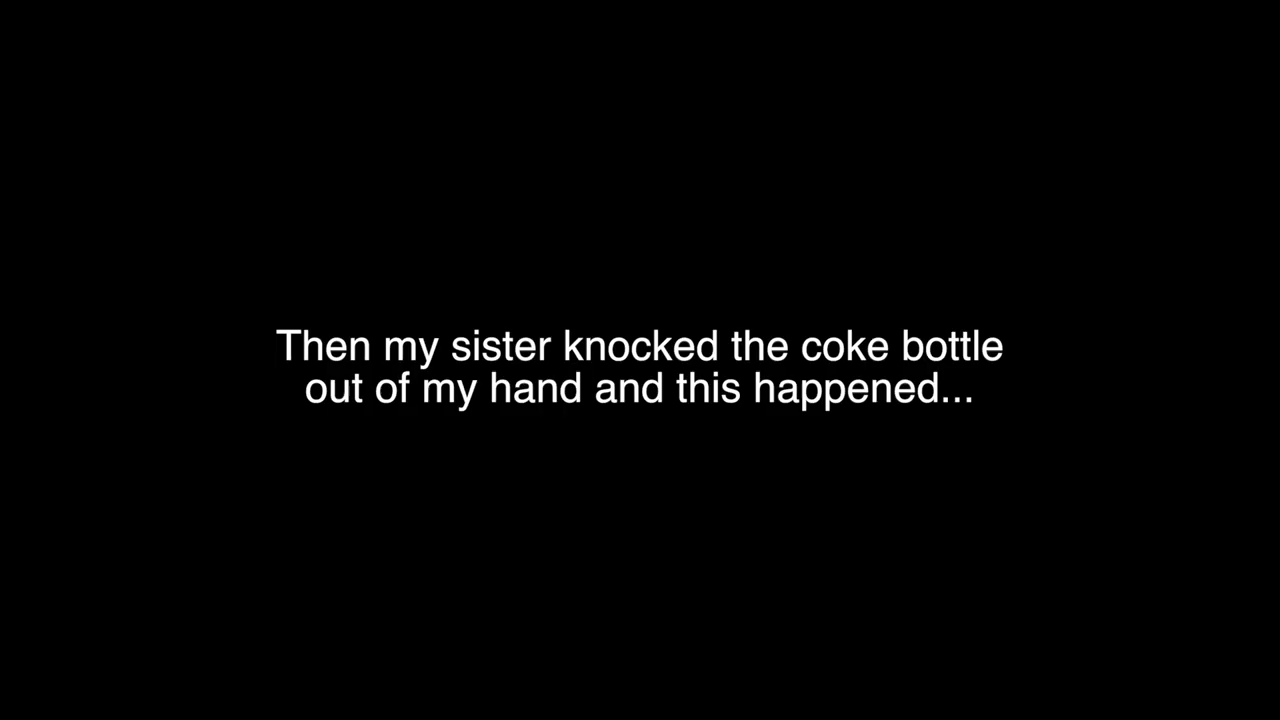 Then my sister knocked the coke bottle
out of my hand and this happened...